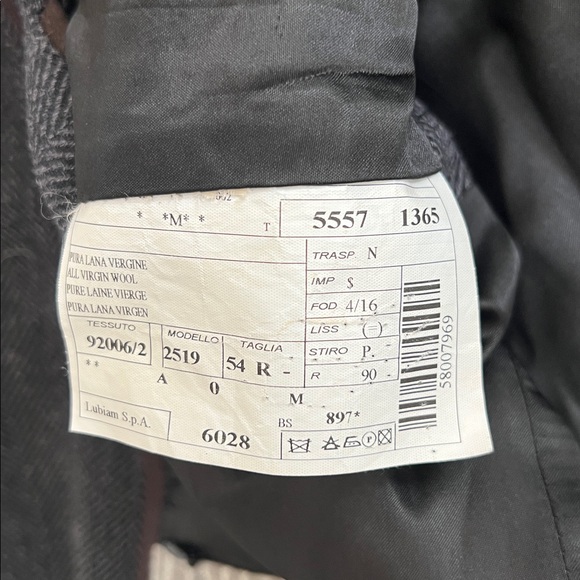 * *M* * T 5557 1365
PURA LANA VERGINE
ALL VIRGIN WOOL
PURE LAINE VIERGE
PURA LANA VIRGEN
TRASP N
IMP $
FOD 4/16
LISS (=)
STIRO P.
R 90 -
TESSUTO MODELLO TAGLIA
92006/2 2519 54 R -
* *
A 0 M
Lubiam S.p.A. 6028 BS 897*
P
58007969